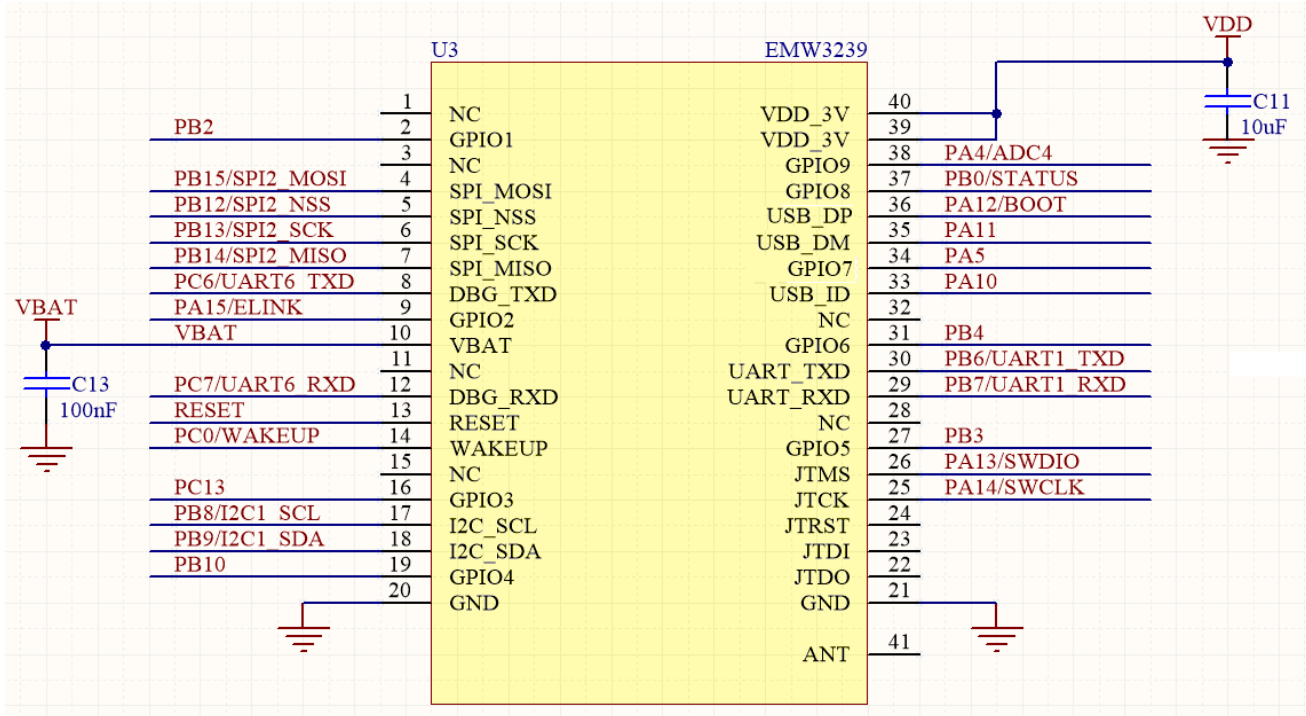 VDD
U3 EMW3239
C11
10uF
1 NC VDD_3V 40
PB2 2 GPIO1 VDD_3V 39
3 NC GPIO9 38 PA4/ADC4
PB15/SPI2_MOSI 4 SPI_MOSI GPIO8 37 PB0/STATUS
PB12/SPI2_NSS 5 SPI_NSS USB_DP 36 PA12/BOOT
PB13/SPI2_SCK 6 SPI_SCK USB_DM 35 PA11
PB14/SPI2_MISO 7 SPI_MISO GPIO7 34 PA5
PC6/UART6_TXD 8 DBG_TXD USB_ID 33 PA10
PA15/ELINK 9 GPIO2 NC 32
VBAT
VBAT 10 VBAT GPIO6 31 PB4
11 NC UART_TXD 30 PB6/UART1_TXD
C13
100nF
PC7/UART6_RXD 12 DBG_RXD UART_RXD 29 PB7/UART1_RXD
RESET 13 RESET NC 28
PC0/WAKEUP 14 WAKEUP GPIO5 27 PB3
15 NC JTMS 26 PA13/SWDIO
PC13 16 GPIO3 JTCK 25 PA14/SWCLK
PB8/I2C1_SCL 17 I2C_SCL JTRST 24
PB9/I2C1_SDA 18 I2C_SDA JTDI 23
PB10 19 GPIO4 JTDO 22
20 GND GND 21
ANT 41